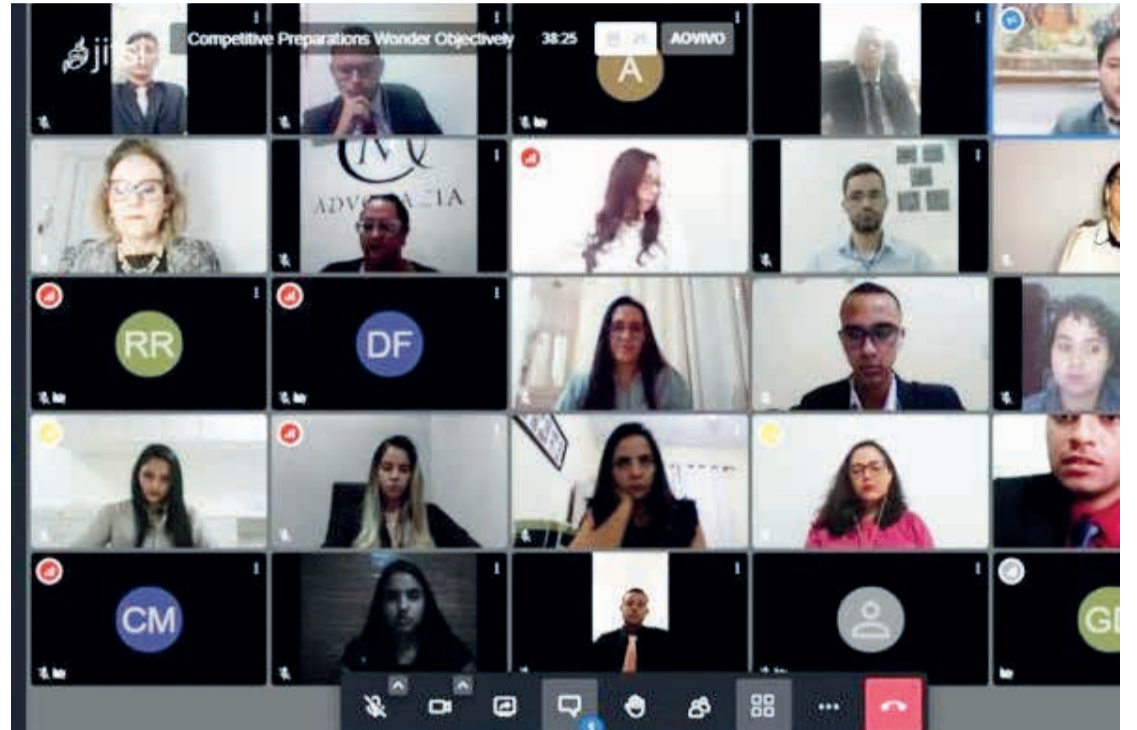 jitsi
Competitive Preparations Wonder Objectively
38:25
AOVIVO
A
ADVOCACIA
RR
DF
CM